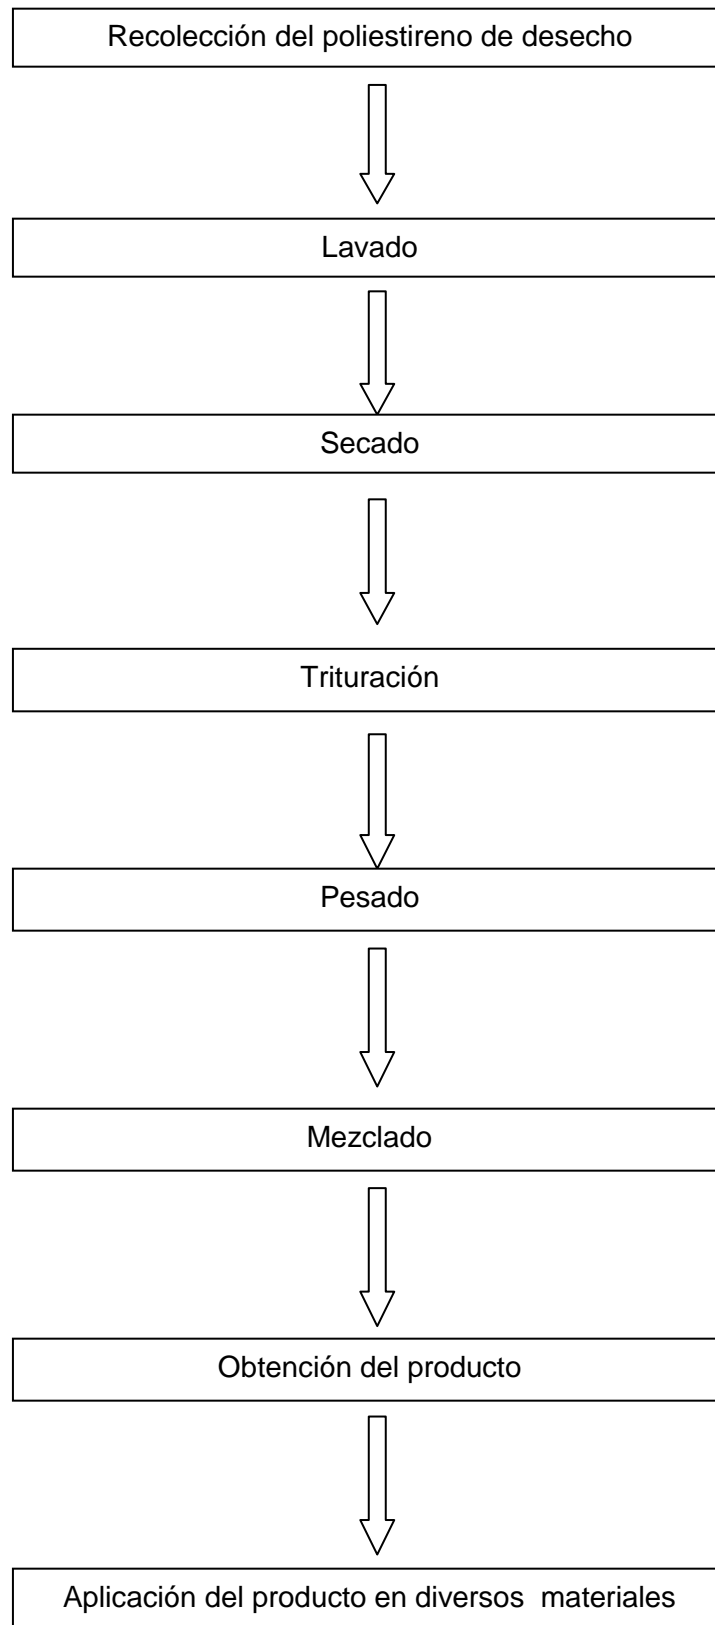 Recolección del poliestireno de desecho
Lavado
Secado
Trituración
Pesado
Mezclado
Obtención del producto
Aplicación del producto en diversos  materiales